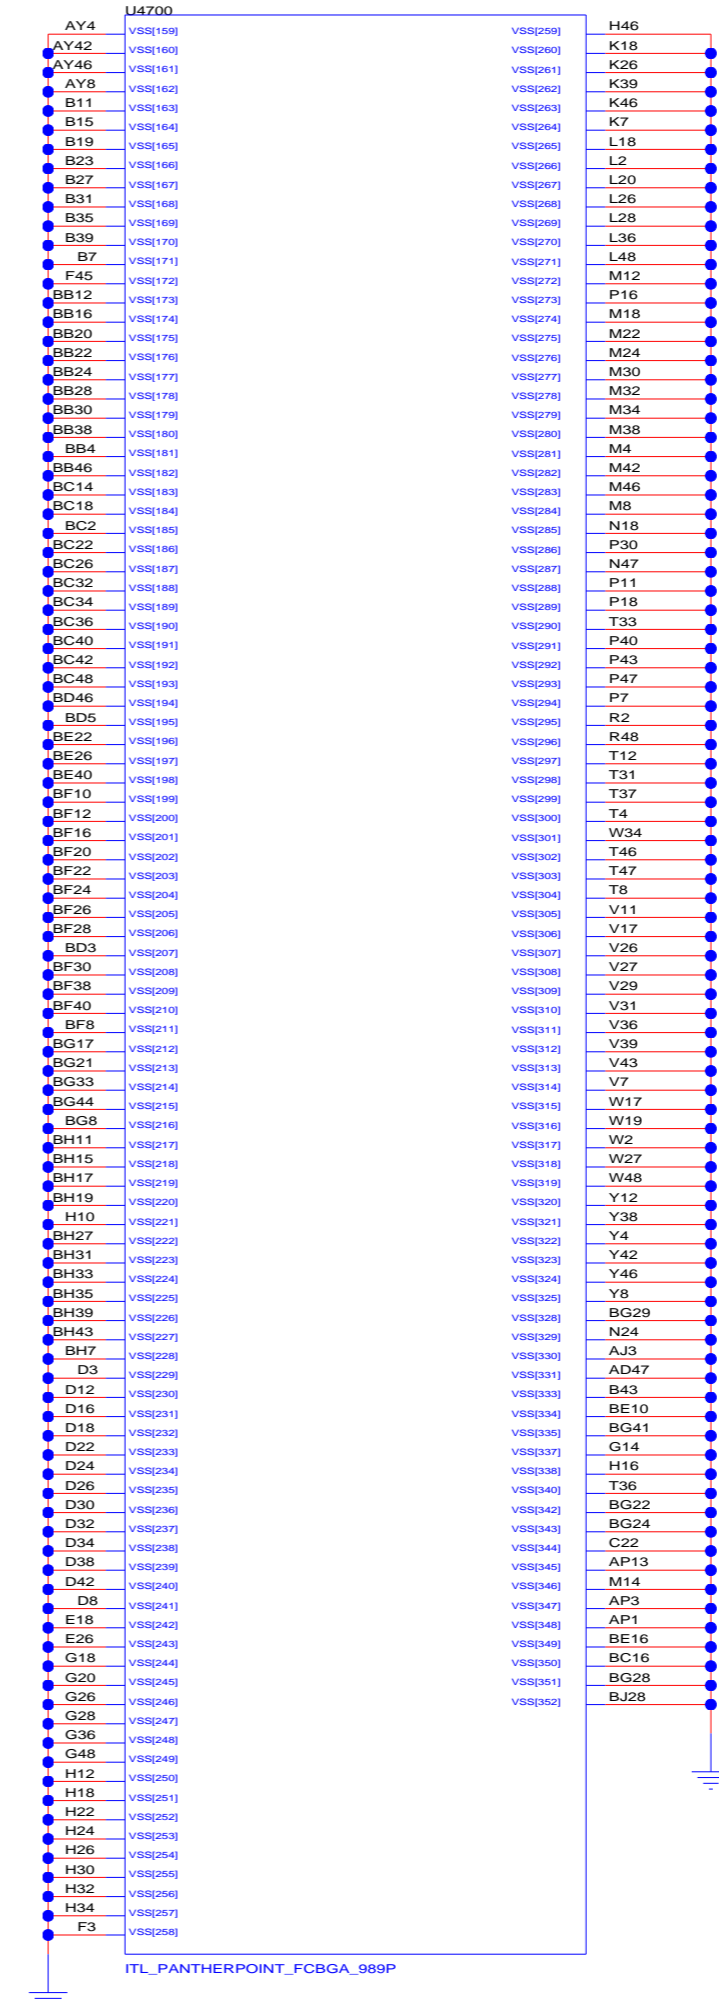 U4700
AY4 VSS[159] VSS[259] H46
AY42 VSS[160] VSS[260] K18
AY46 VSS[161] VSS[261] K26
AY8 VSS[162] VSS[262] K39
B11 VSS[163] VSS[263] K46
B15 VSS[164] VSS[264] K7
B19 VSS[165] VSS[265] L18
B23 VSS[166] VSS[266] L2
B27 VSS[167] VSS[267] L20
B31 VSS[168] VSS[268] L26
B35 VSS[169] VSS[269] L28
B39 VSS[170] VSS[270] L36
B7 VSS[171] VSS[271] L48
F45 VSS[172] VSS[272] M12
BB12 VSS[173] VSS[273] P16
BB16 VSS[174] VSS[274] M18
BB20 VSS[175] VSS[275] M22
BB22 VSS[176] VSS[276] M24
BB24 VSS[177] VSS[277] M30
BB28 VSS[178] VSS[278] M32
BB30 VSS[179] VSS[279] M34
BB38 VSS[180] VSS[280] M38
BB4 VSS[181] VSS[281] M4
BB46 VSS[182] VSS[282] M42
BC14 VSS[183] VSS[283] M46
BC18 VSS[184] VSS[284] M8
BC2 VSS[185] VSS[285] N18
BC22 VSS[186] VSS[286] P30
BC26 VSS[187] VSS[287] N47
BC32 VSS[188] VSS[288] P11
BC34 VSS[189] VSS[289] P18
BC36 VSS[190] VSS[290] T33
BC40 VSS[191] VSS[291] P40
BC42 VSS[192] VSS[292] P43
BC48 VSS[193] VSS[293] P47
BD46 VSS[194] VSS[294] P7
BD5 VSS[195] VSS[295] R2
BE22 VSS[196] VSS[296] R48
BE26 VSS[197] VSS[297] T12
BE40 VSS[198] VSS[298] T31
BF10 VSS[199] VSS[299] T37
BF12 VSS[200] VSS[300] T4
BF16 VSS[201] VSS[301] W34
BF20 VSS[202] VSS[302] T46
BF22 VSS[203] VSS[303] T47
BF24 VSS[204] VSS[304] T8
BF26 VSS[205] VSS[305] V11
BF28 VSS[206] VSS[306] V17
BD3 VSS[207] VSS[307] V26
BF30 VSS[208] VSS[308] V27
BF38 VSS[209] VSS[309] V29
BF40 VSS[210] VSS[310] V31
BF8 VSS[211] VSS[311] V36
BG17 VSS[212] VSS[312] V39
BG21 VSS[213] VSS[313] V43
BG33 VSS[214] VSS[314] V7
BG44 VSS[215] VSS[315] W17
BG8 VSS[216] VSS[316] W19
BH11 VSS[217] VSS[317] W2
BH15 VSS[218] VSS[318] W27
BH17 VSS[219] VSS[319] W48
BH19 VSS[220] VSS[320] Y12
H10 VSS[221] VSS[321] Y38
BH27 VSS[222] VSS[322] Y4
BH31 VSS[223] VSS[323] Y42
BH33 VSS[224] VSS[324] Y46
BH35 VSS[225] VSS[325] Y8
BH39 VSS[226] VSS[328] BG29
BH43 VSS[227] VSS[329] N24
BH7 VSS[228] VSS[330] AJ3
D3 VSS[229] VSS[331] AD47
D12 VSS[230] VSS[333] B43
D16 VSS[231] VSS[334] BE10
D18 VSS[232] VSS[335] BG41
D22 VSS[233] VSS[337] G14
D24 VSS[234] VSS[338] H16
D26 VSS[235] VSS[340] T36
D30 VSS[236] VSS[342] BG22
D32 VSS[237] VSS[343] BG24
D34 VSS[238] VSS[344] C22
D38 VSS[239] VSS[345] AP13
D42 VSS[240] VSS[346] M14
D8 VSS[241] VSS[347] AP3
E18 VSS[242] VSS[348] AP1
E26 VSS[243] VSS[349] BE16
G18 VSS[244] VSS[350] BC16
G20 VSS[245] VSS[351] BG28
G26 VSS[246] VSS[352] BJ28
G28 VSS[247]
G36 VSS[248]
G48 VSS[249]
H12 VSS[250]
H18 VSS[251]
H22 VSS[252]
H24 VSS[253]
H26 VSS[254]
H30 VSS[255]
H32 VSS[256]
H34 VSS[257]
F3 VSS[258]
ITL_PANTHERPOINT_FCBGA_989P